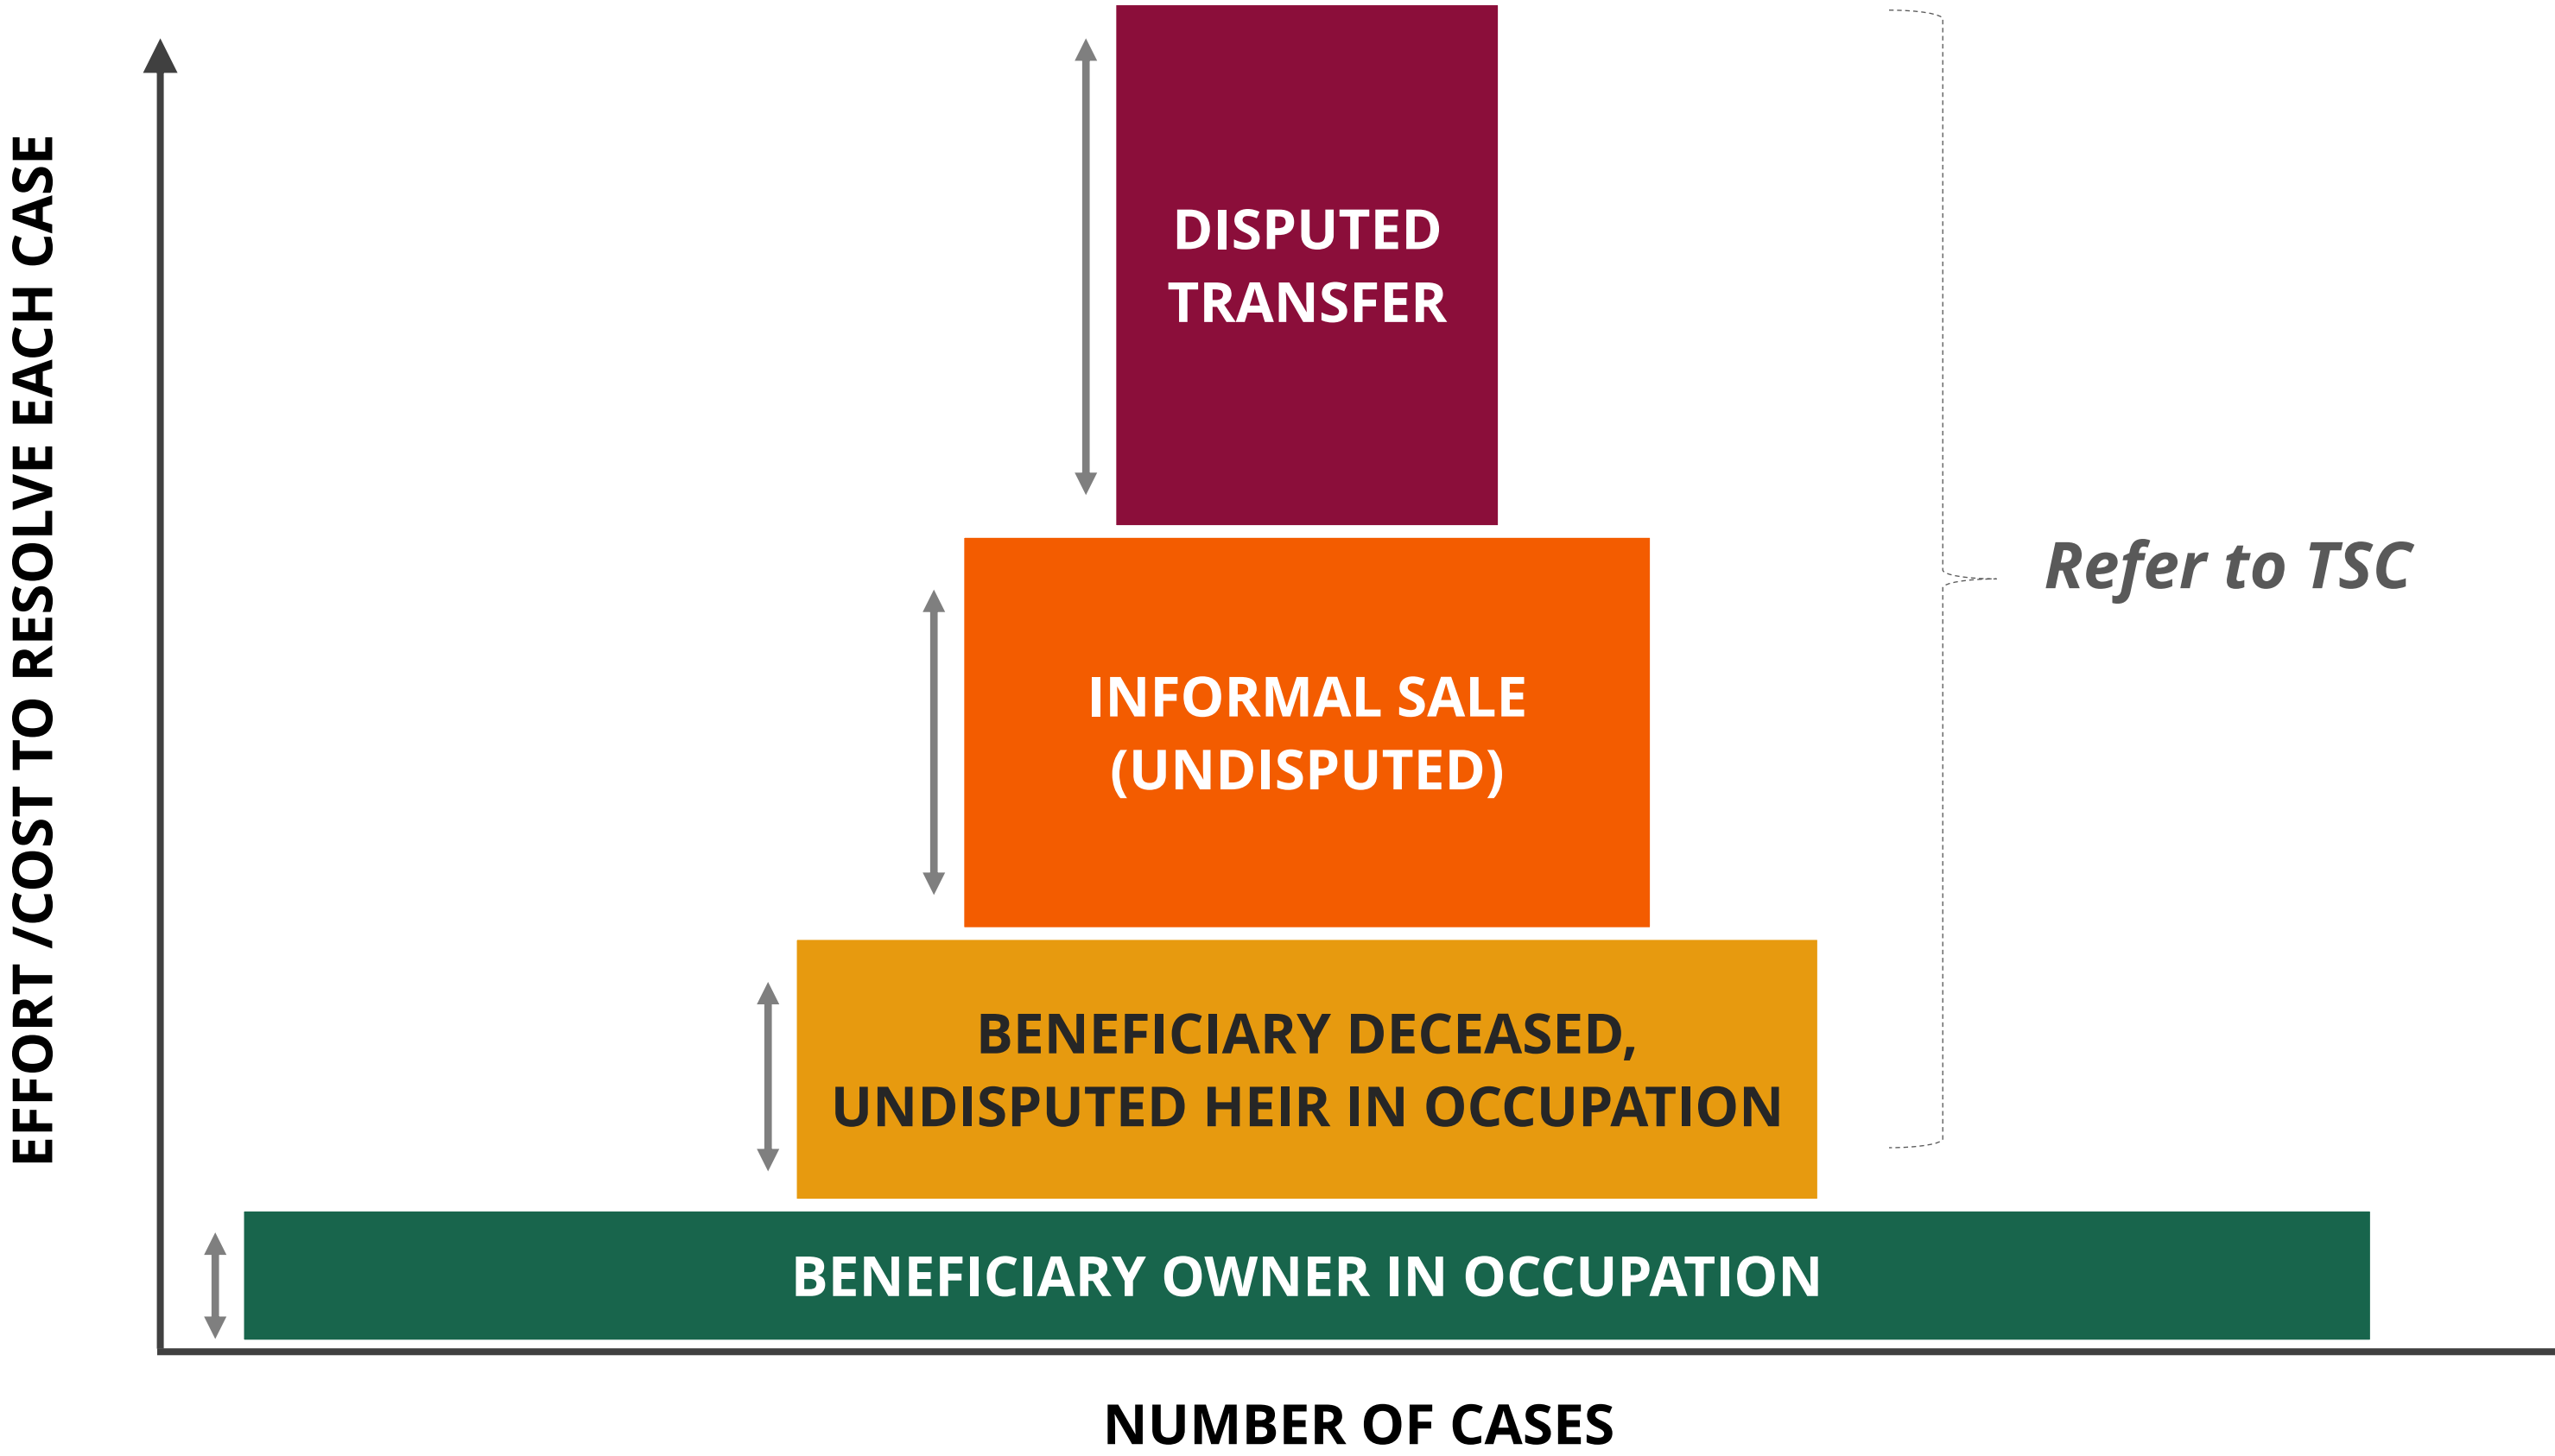 EFFORT /COST TO RESOLVE EACH CASE
DISPUTED
TRANSFER
INFORMAL SALE
(UNDISPUTED)
Refer to TSC
BENEFICIARY DECEASED,
UNDISPUTED HEIR IN OCCUPATION
BENEFICIARY OWNER IN OCCUPATION
NUMBER OF CASES